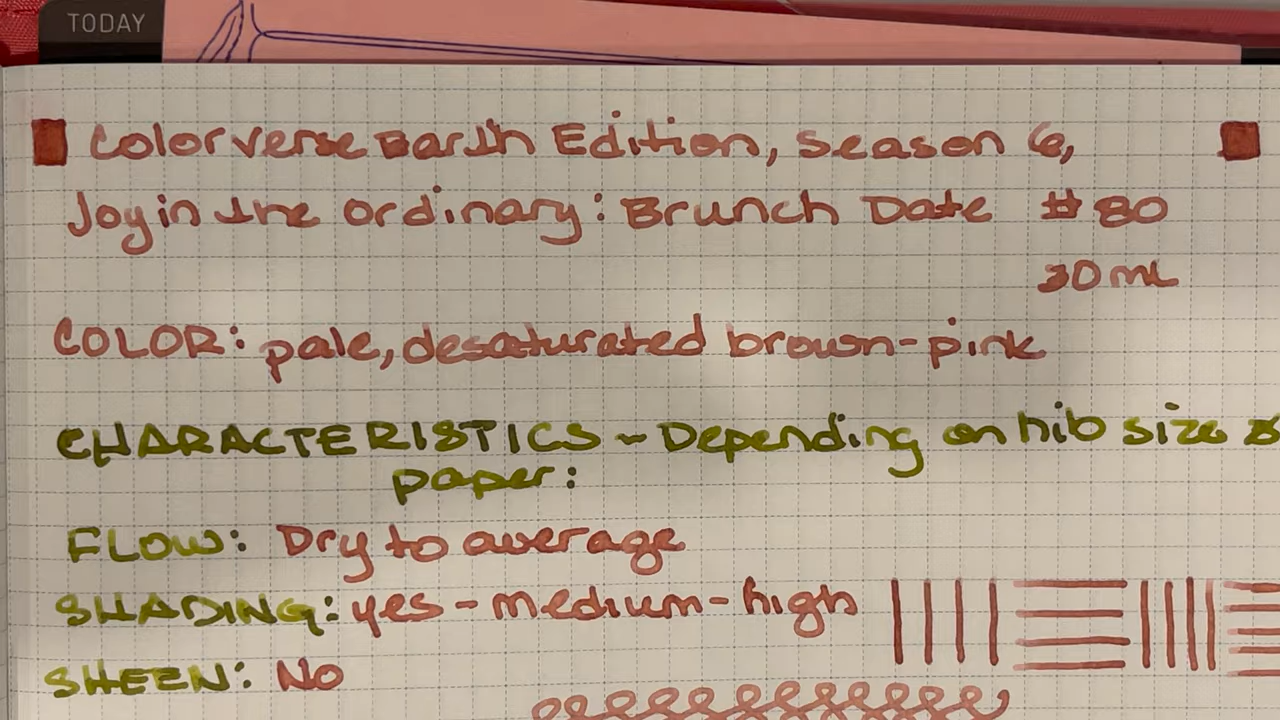 TODAY
Colorverse Earth Edition, Season 6,
Joy in the ordinary: Brunch Date #80
30 mL
COLOR: pale, desaturated brown-pink
CHARACTERISTICS ~ Depending on nib size &
paper:
FLOW: Dry to average
SHADING: yes - medium-high
SHEEN: No